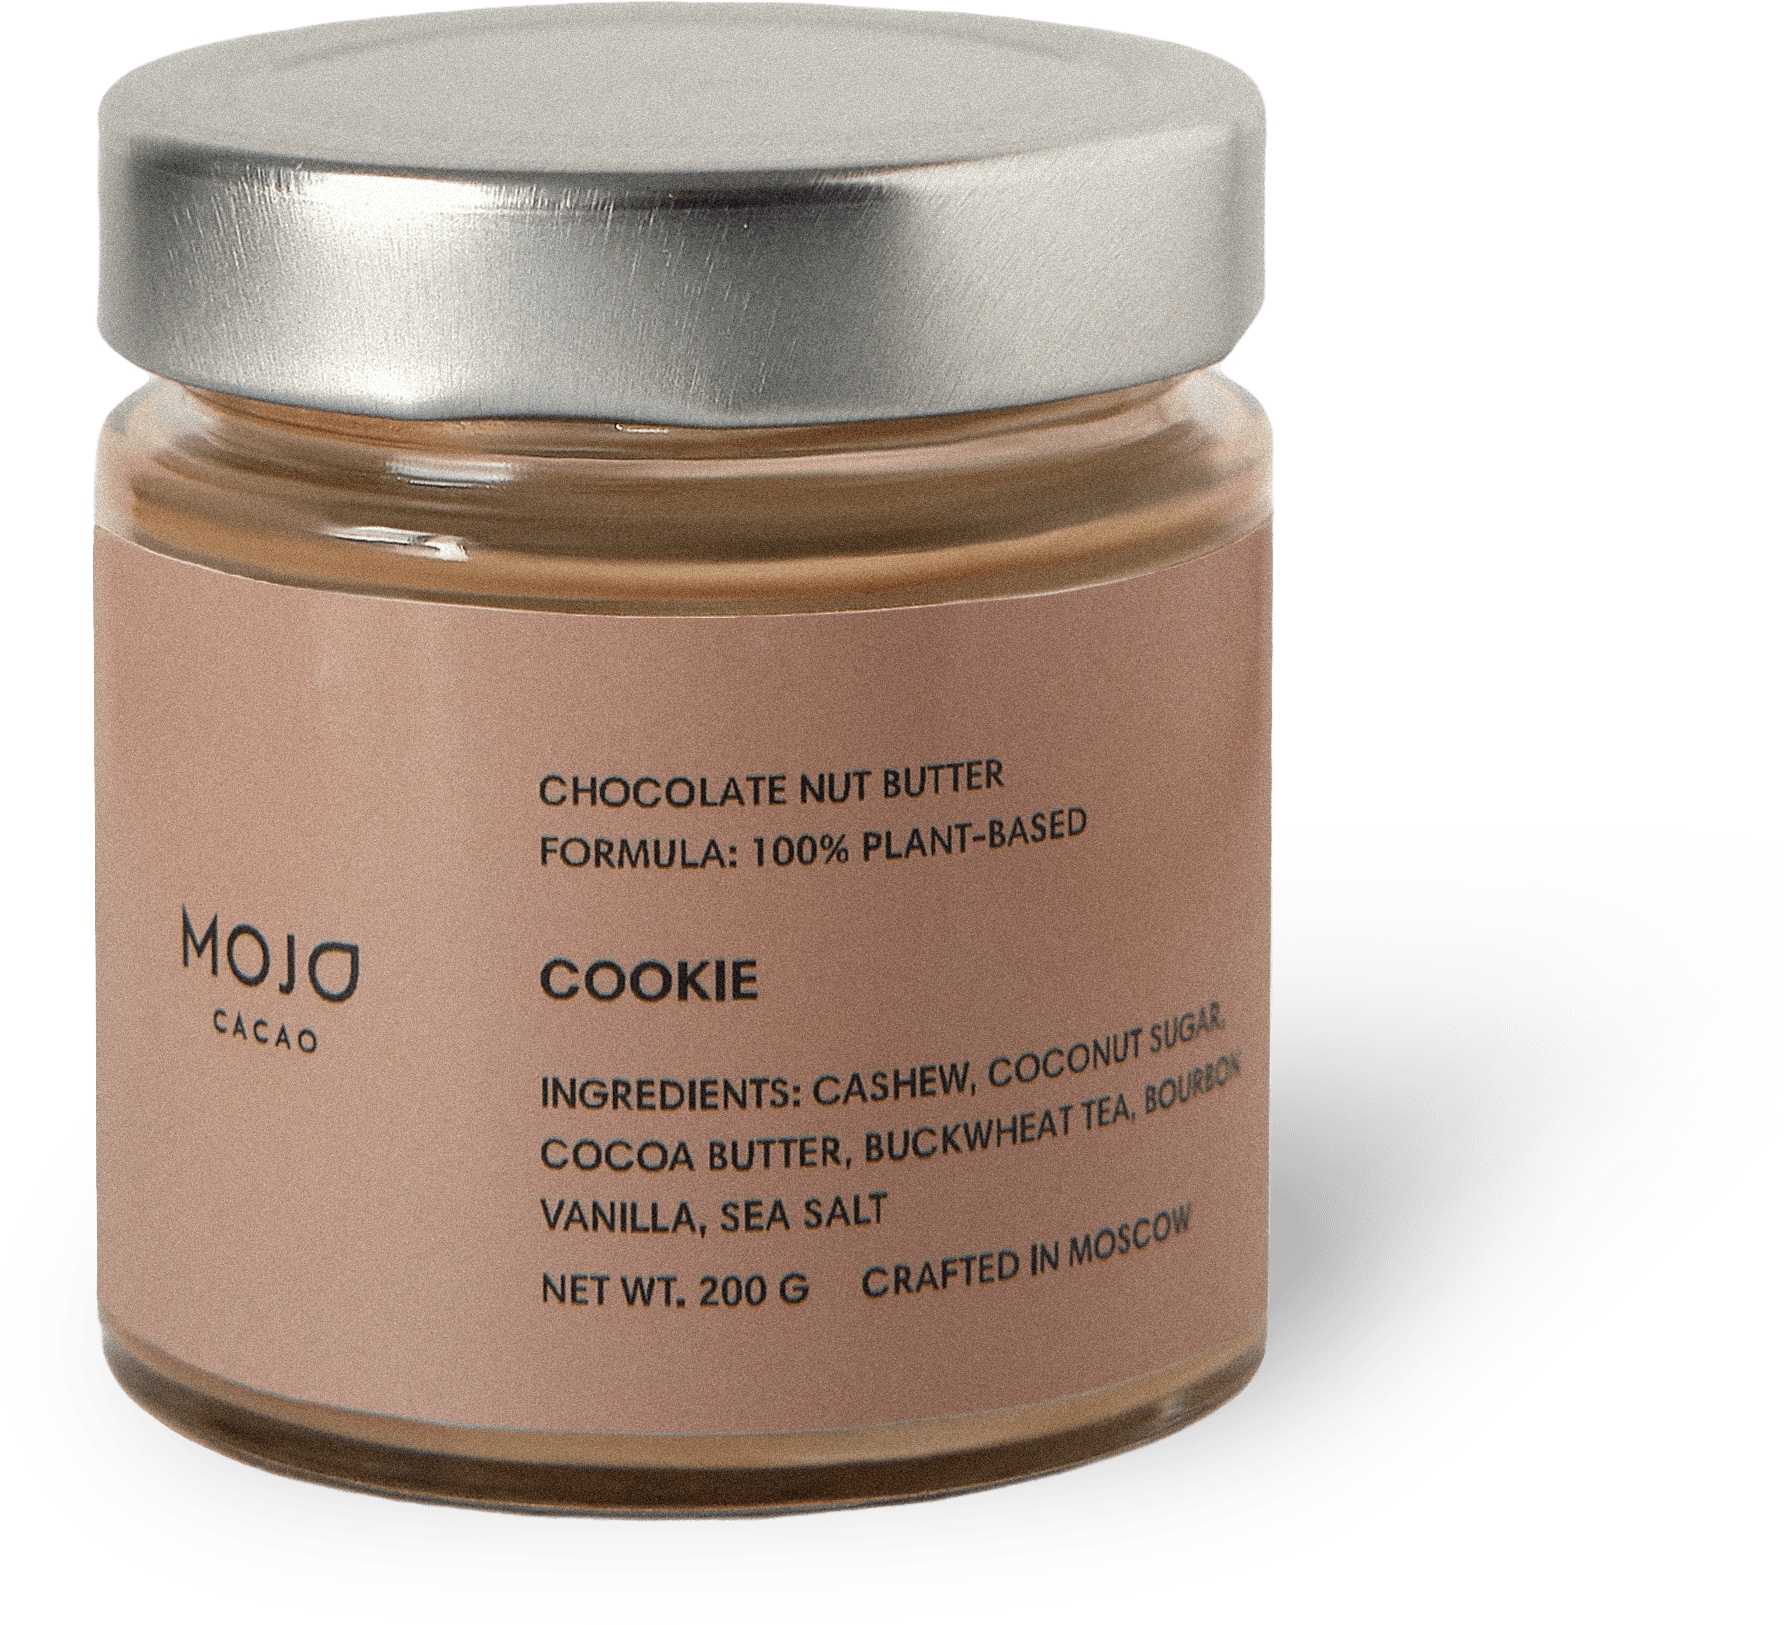 CHOCOLATE NUT BUTTER
FORMULA: 100% PLANT-BASED
MOJO
CACAO
COOKIE
INGREDIENTS: CASHEW, COCONUT SUGAR,
COCOA BUTTER, BUCKWHEAT TEA, BOURBON
VANILLA, SEA SALT
NET WT. 200 G CRAFTED IN MOSCOW